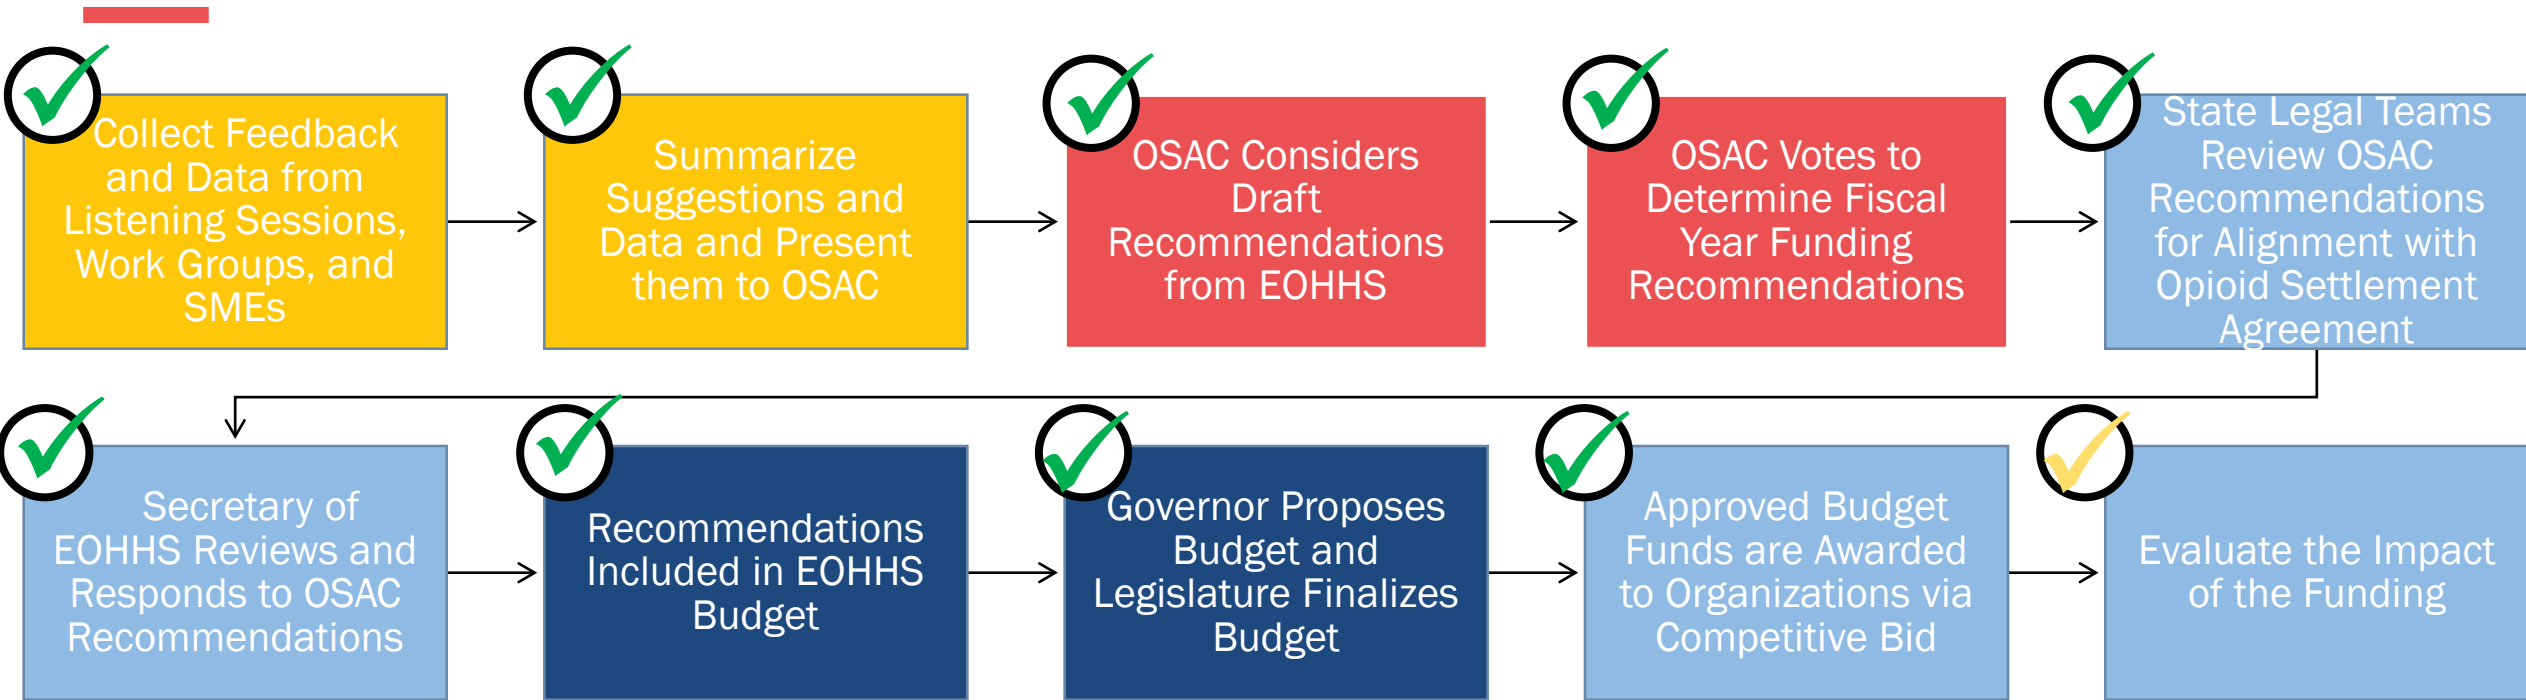 Collect Feedback
and Data from
Listening Sessions,
Work Groups, and
SMEs
Summarize
Suggestions and
Data and Present
them to OSAC
OSAC Considers
Draft
Recommendations
from EOHHS
OSAC Votes to
Determine Fiscal
Year Funding
Recommendations
State Legal Teams
Review OSAC
Recommendations
for Alignment with
Opioid Settlement
Agreement
Secretary of
EOHHS Reviews and
Responds to OSAC
Recommendations
Recommendations
Included in EOHHS
Budget
Governor Proposes
Budget and
Legislature Finalizes
Budget
Approved Budget
Funds are Awarded
to Organizations via
Competitive Bid
Evaluate the Impact
of the Funding